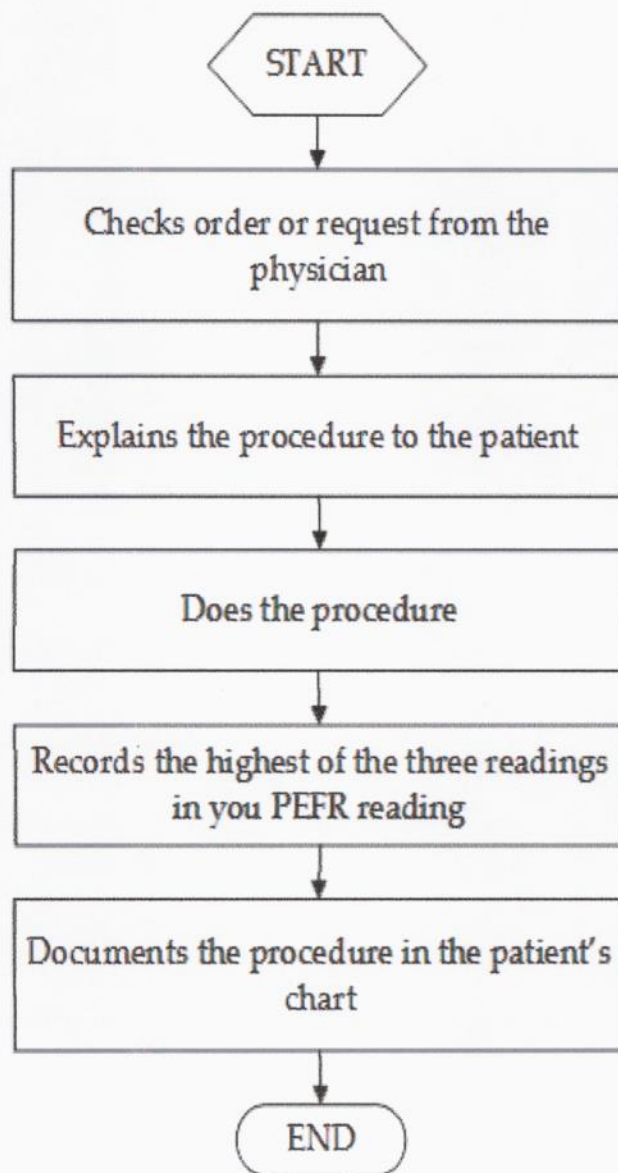 START
Checks order or request from the
physician
Explains the procedure to the patient
Does the procedure
Records the highest of the three readings
in you PEFR reading
Documents the procedure in the patient's
chart
END